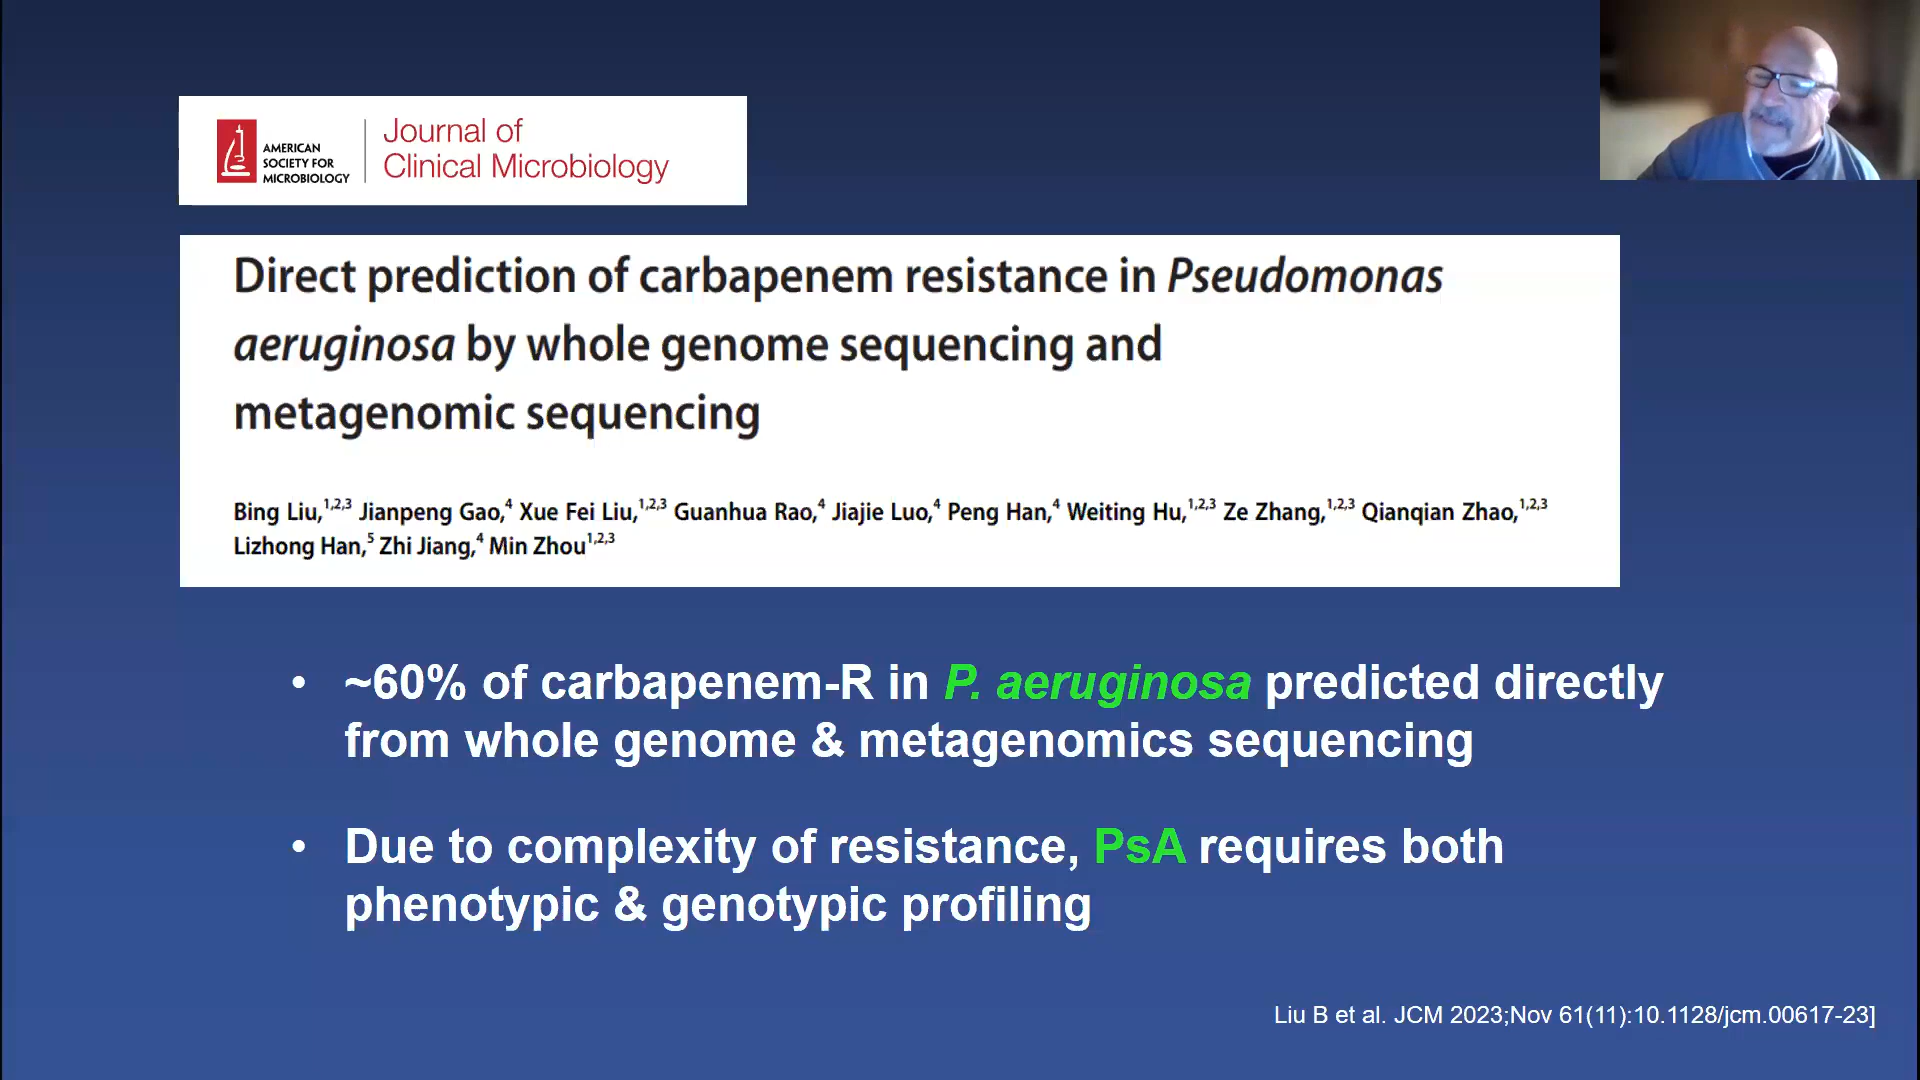 AMERICAN
SOCIETY FOR
MICROBIOLOGY
Journal of
Clinical Microbiology
Direct prediction of carbapenem resistance in Pseudomonas
aeruginosa by whole genome sequencing and
metagenomic sequencing
Bing Liu,1,2,3 Jianpeng Gao,4 Xue Fei Liu,1,2,3 Guanhua Rao,4 Jiajie Luo,4 Peng Han,4 Weiting Hu,1,2,3 Ze Zhang,1,2,3 Qianqian Zhao,1,2,3
Lizhong Han,5 Zhi Jiang,4 Min Zhou1,2,3
• ~60% of carbapenem-R in P. aeruginosa predicted directly
from whole genome & metagenomics sequencing
• Due to complexity of resistance, PsA requires both
phenotypic & genotypic profiling
Liu B et al. JCM 2023;Nov 61(11):10.1128/jcm.00617-23]